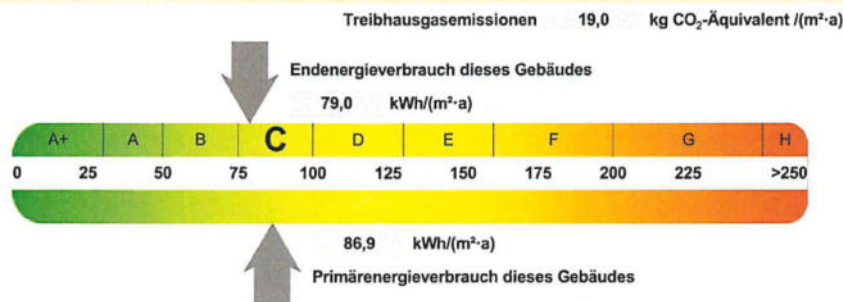 Treibhausgasemissionen 19,0 kg CO₂-Äquivalent /(m²·a)
Endenergieverbrauch dieses Gebäudes
79,0 kWh/(m²·a)
A+ A B C D E F G H
0 25 50 75 100 125 150 175 200 225 >250
86,9 kWh/(m²·a)
Primärenergieverbrauch dieses Gebäudes